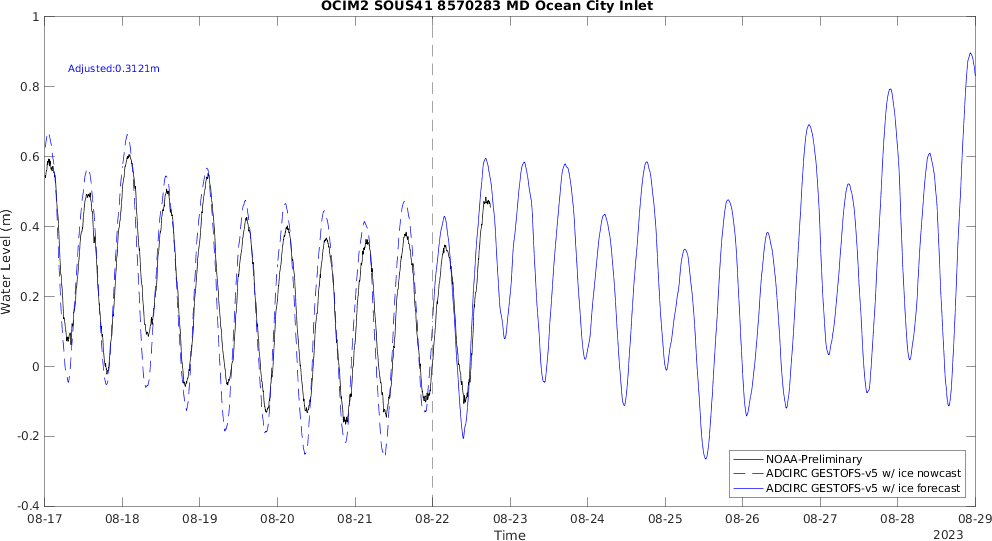 OCIM2 SOUS41 8570283 MD Ocean City Inlet
Adjusted:0.3121m
Water Level (m)
1
0.8
0.6
0.4
0.2
0
-0.2
-0.4
NOAA-Preliminary
ADCIRC GESTOFS-v5 w/ ice nowcast
ADCIRC GESTOFS-v5 w/ ice forecast
08-17 08-18 08-19 08-20 08-21 08-22 08-23 08-24 08-25 08-26 08-27 08-28 08-29
Time
2023